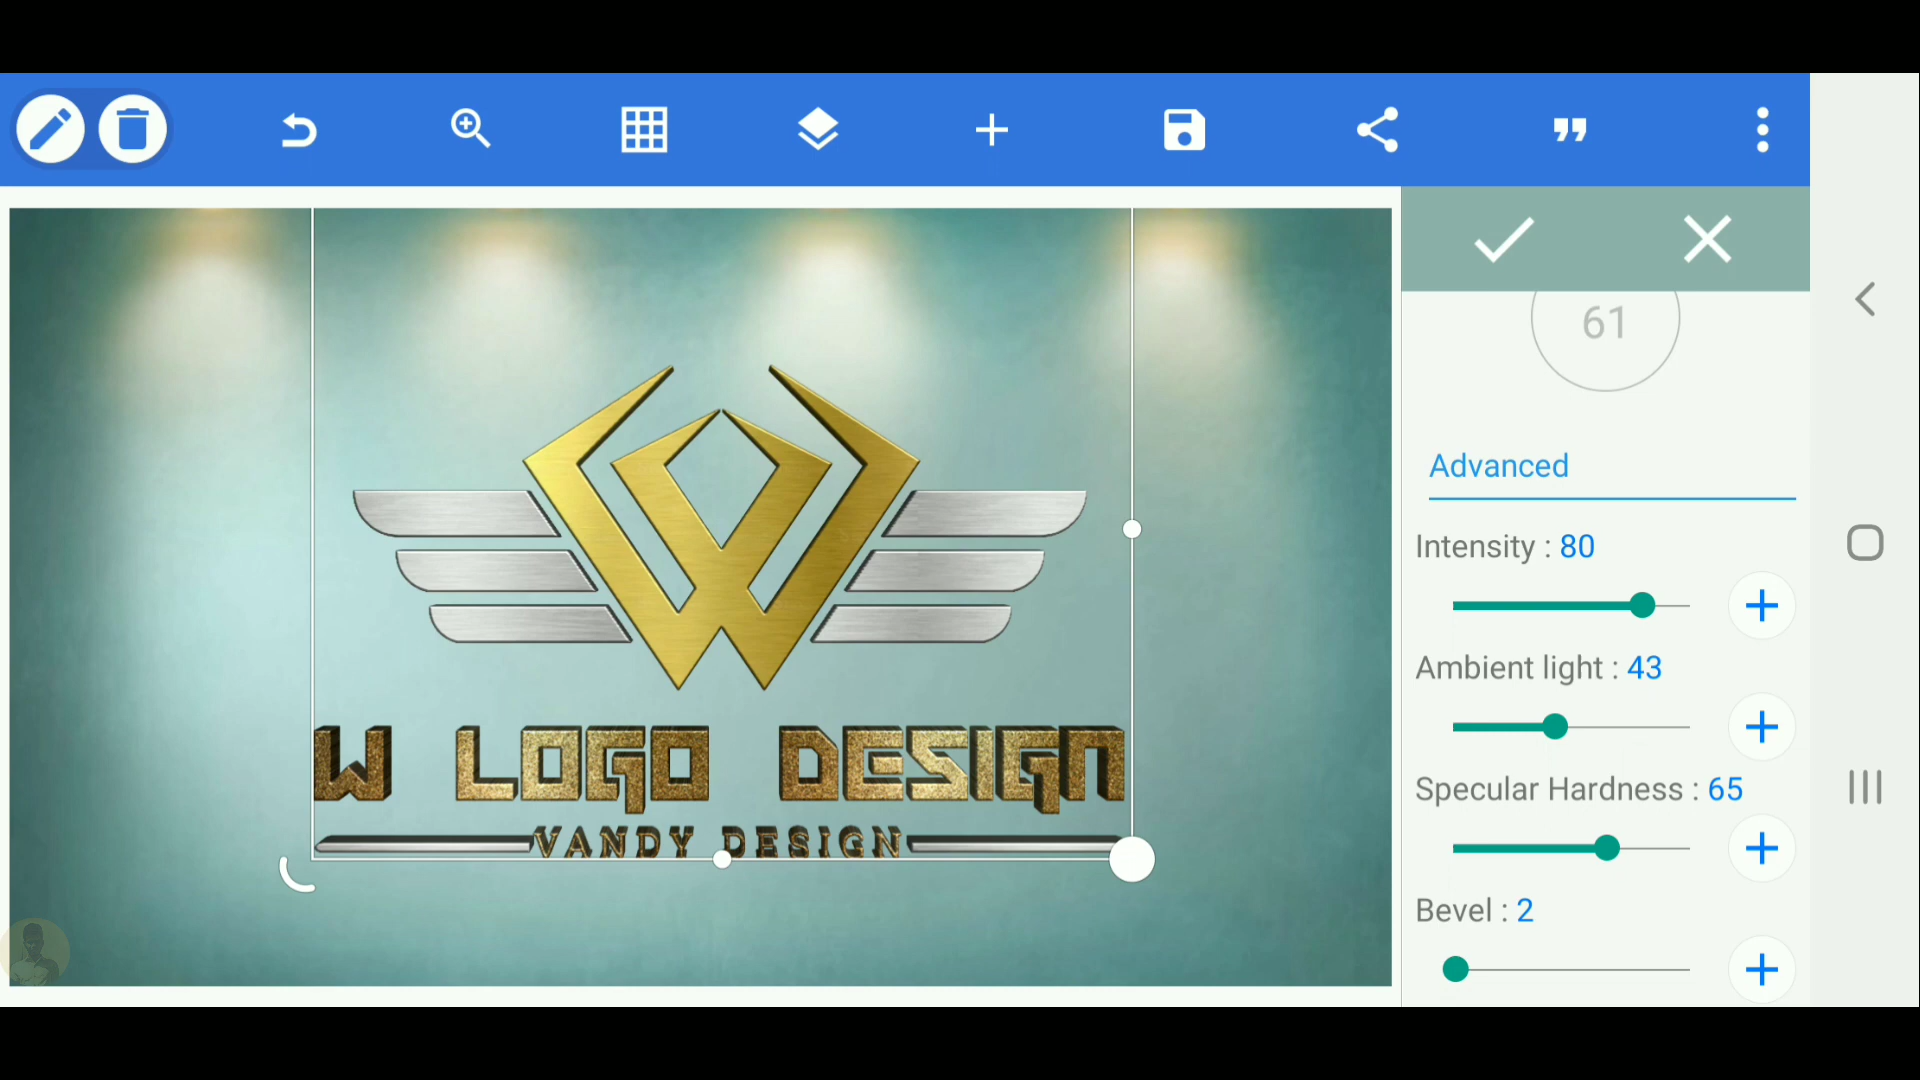 61
Advanced
Intensity : 80
Ambient light : 43
Specular Hardness : 65
Bevel : 2
W LOGO DESIGN
VANDY DESIGN